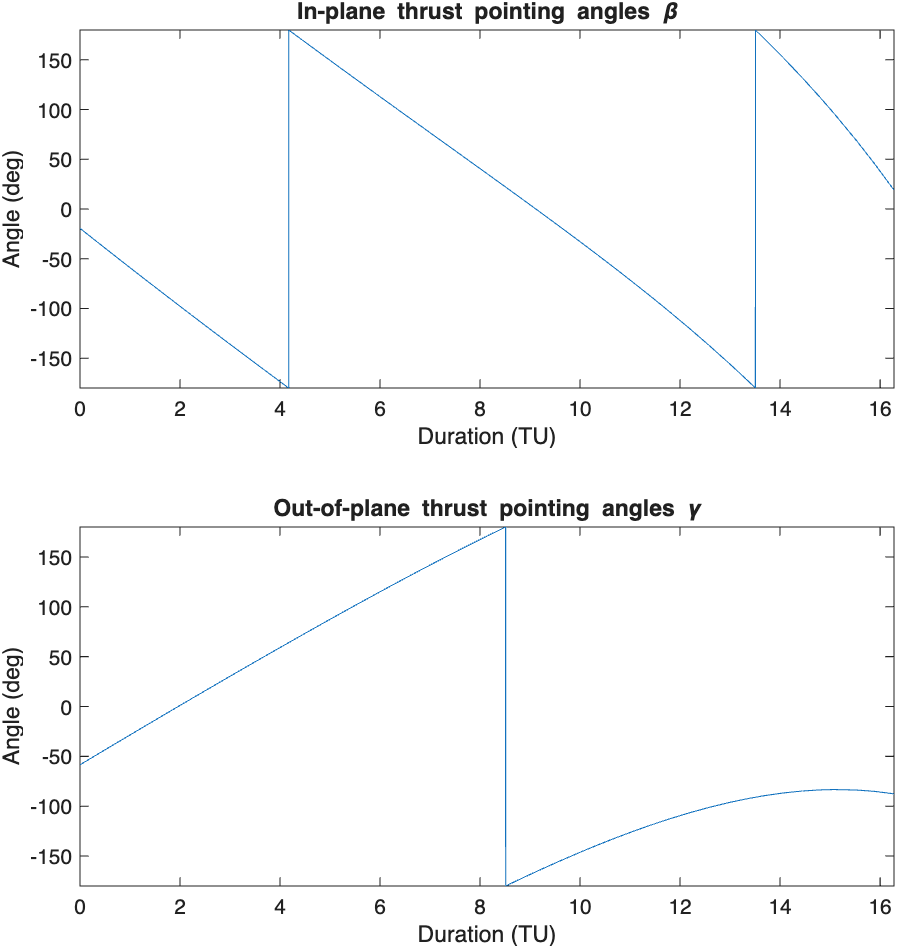 In-plane thrust pointing angles β
150
100
50
0
-50
-100
-150
Angle (deg)
0 2 4 6 8 10 12 14 16
Duration (TU)
Out-of-plane thrust pointing angles γ
150
100
50
0
-50
-100
-150
Angle (deg)
0 2 4 6 8 10 12 14 16
Duration (TU)